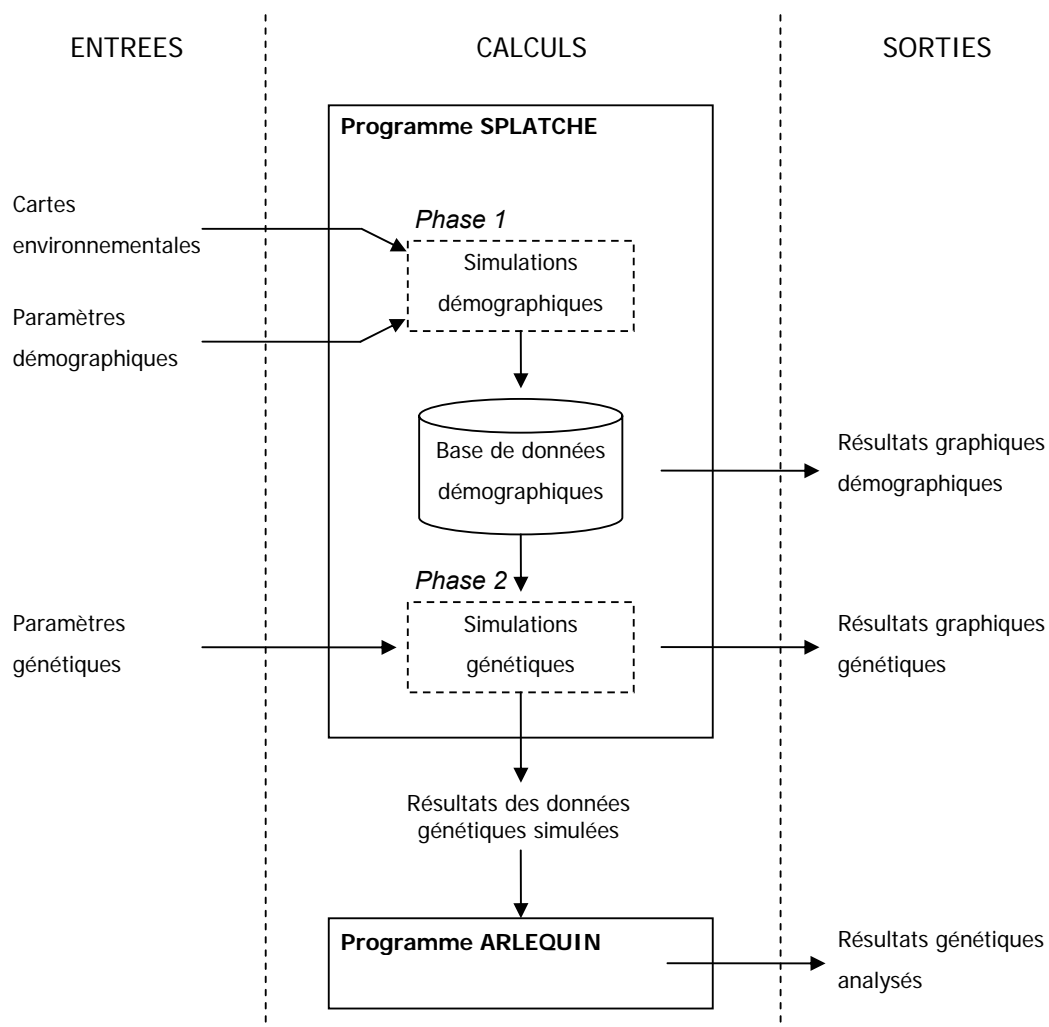 ENTREES
CALCULS
SORTIES
Programme SPLATCHE
Cartes
environnementales
Phase 1
Simulations
démographiques
Paramètres
démographiques
Base de données
démographiques
Résultats graphiques
démographiques
Phase 2
Paramètres
génétiques
Simulations
génétiques
Résultats graphiques
génétiques
Résultats des données
génétiques simulées
Programme ARLEQUIN
Résultats génétiques
analysés